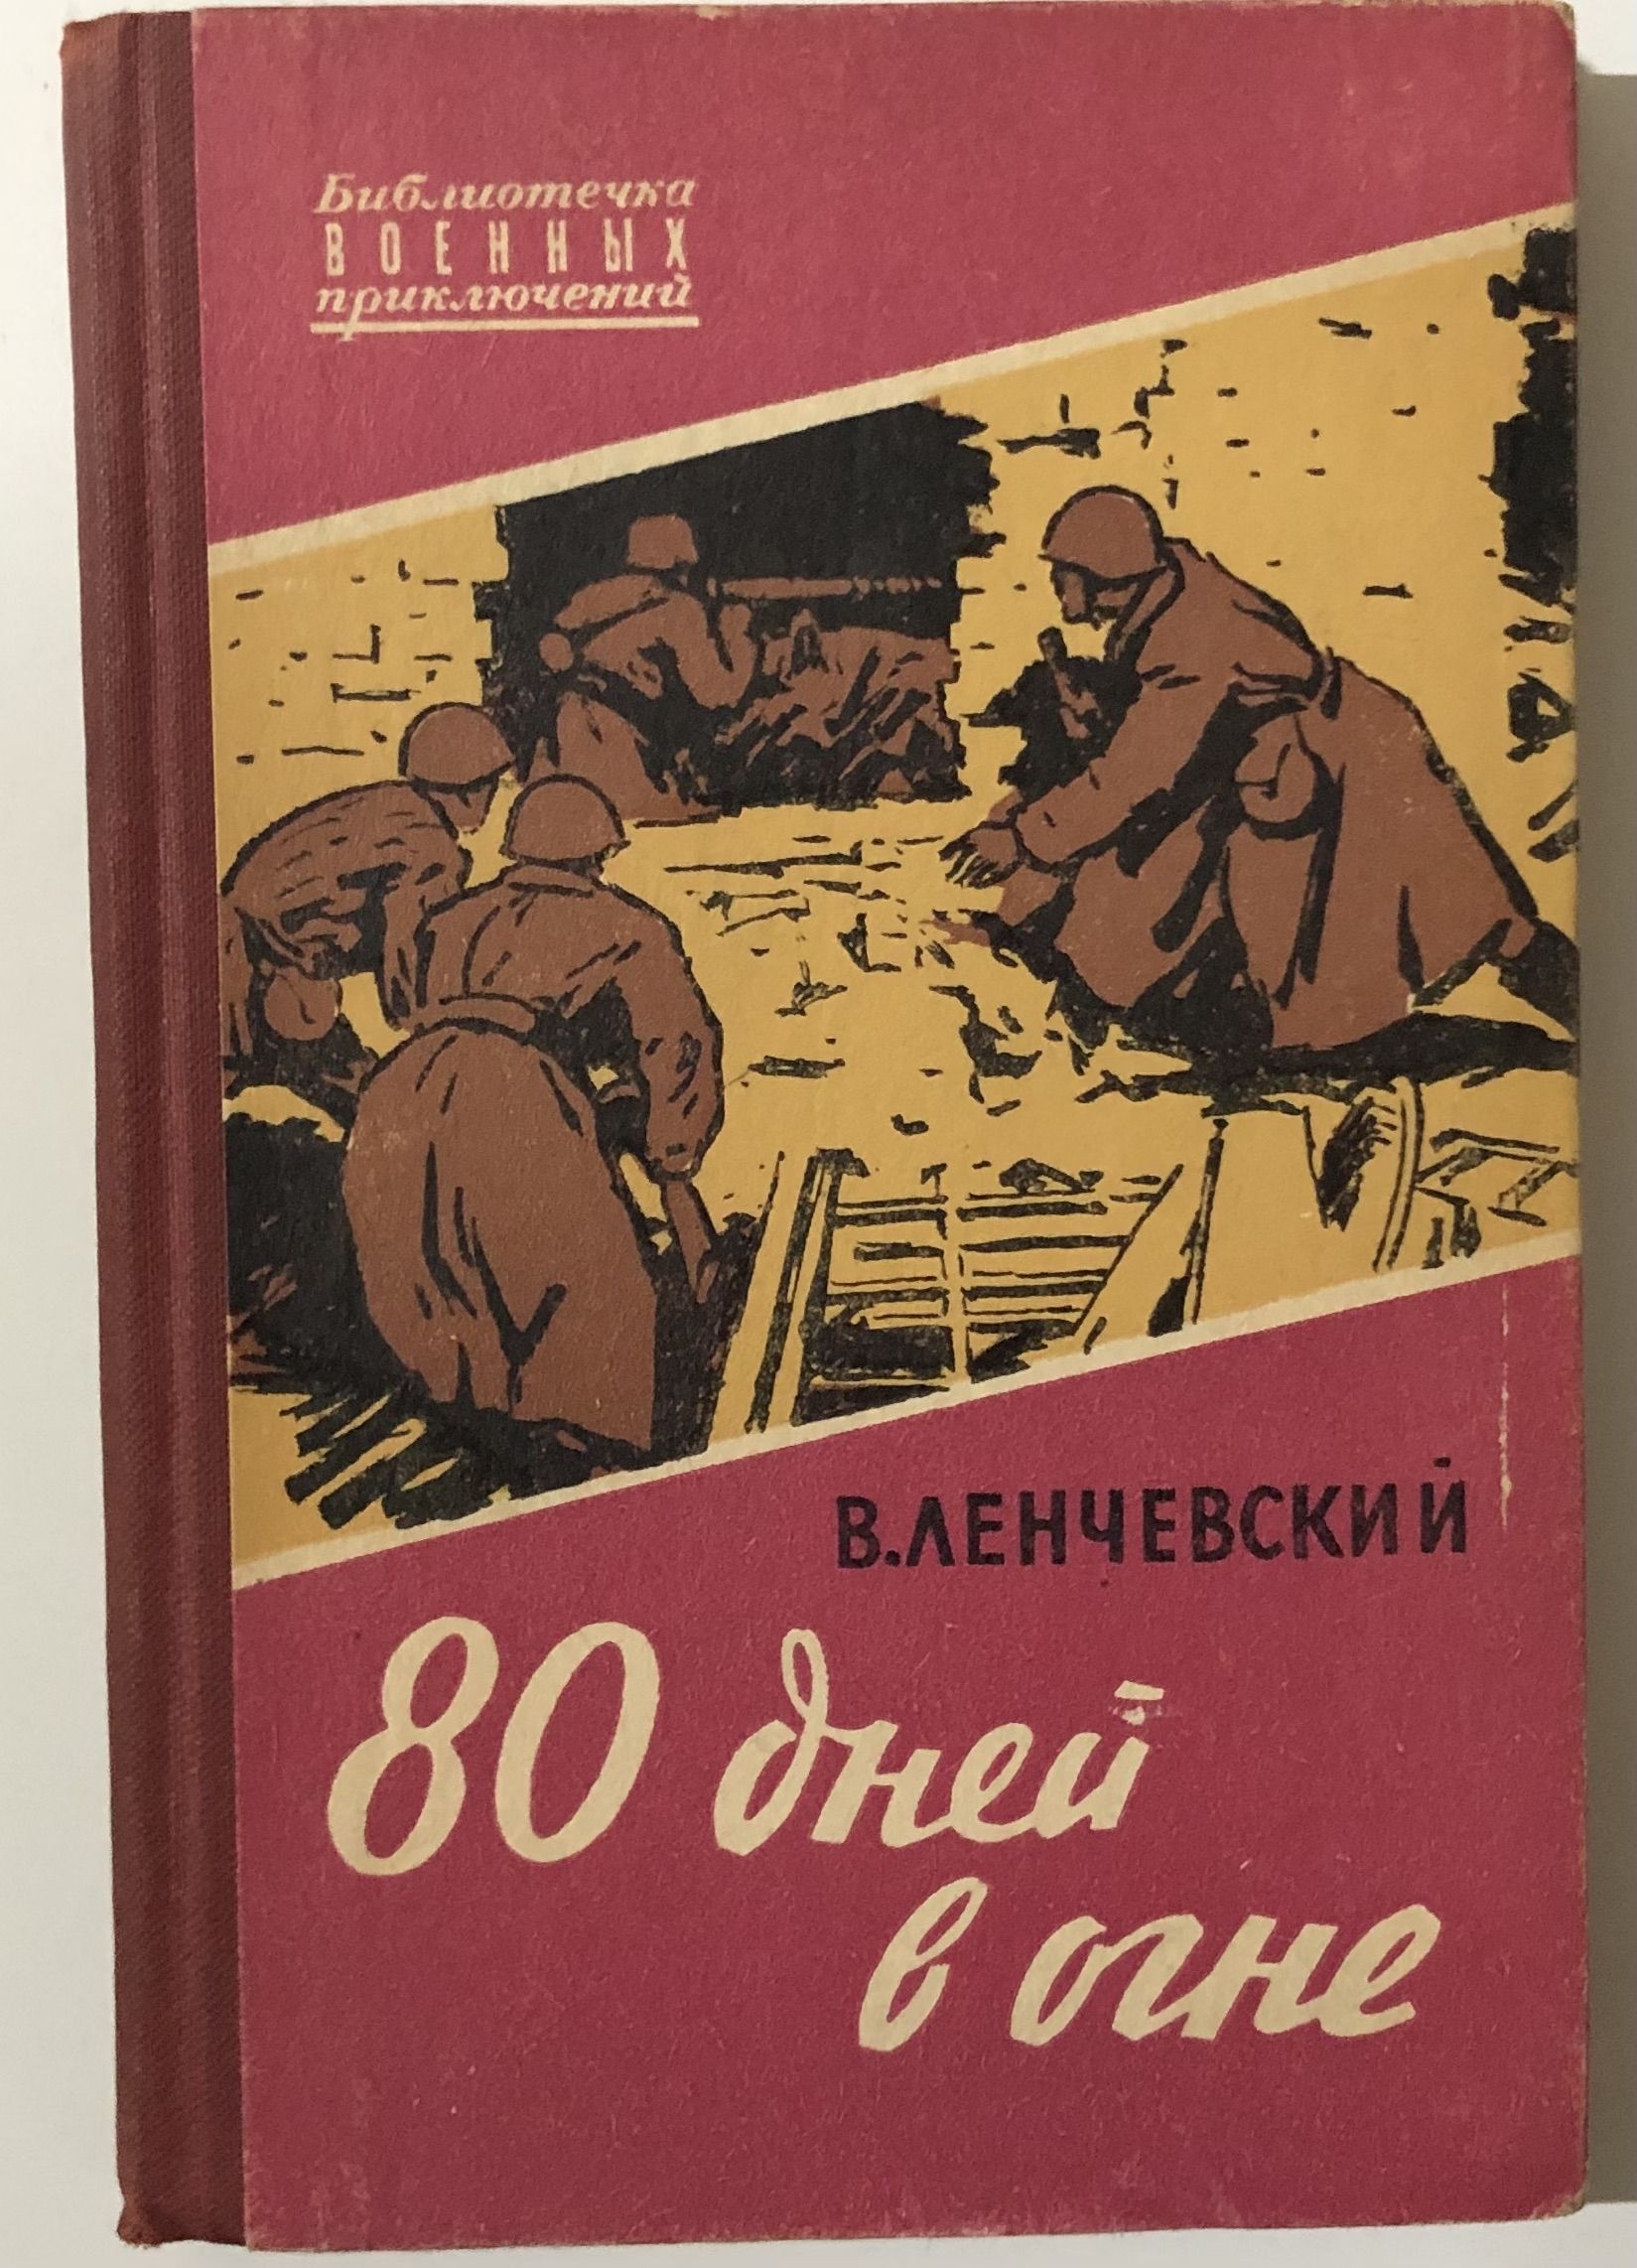 Библиотечка
ВОЕННЫХ
приключений
В.ЛЕНЧЕВСКИЙ
80 дней
в огне